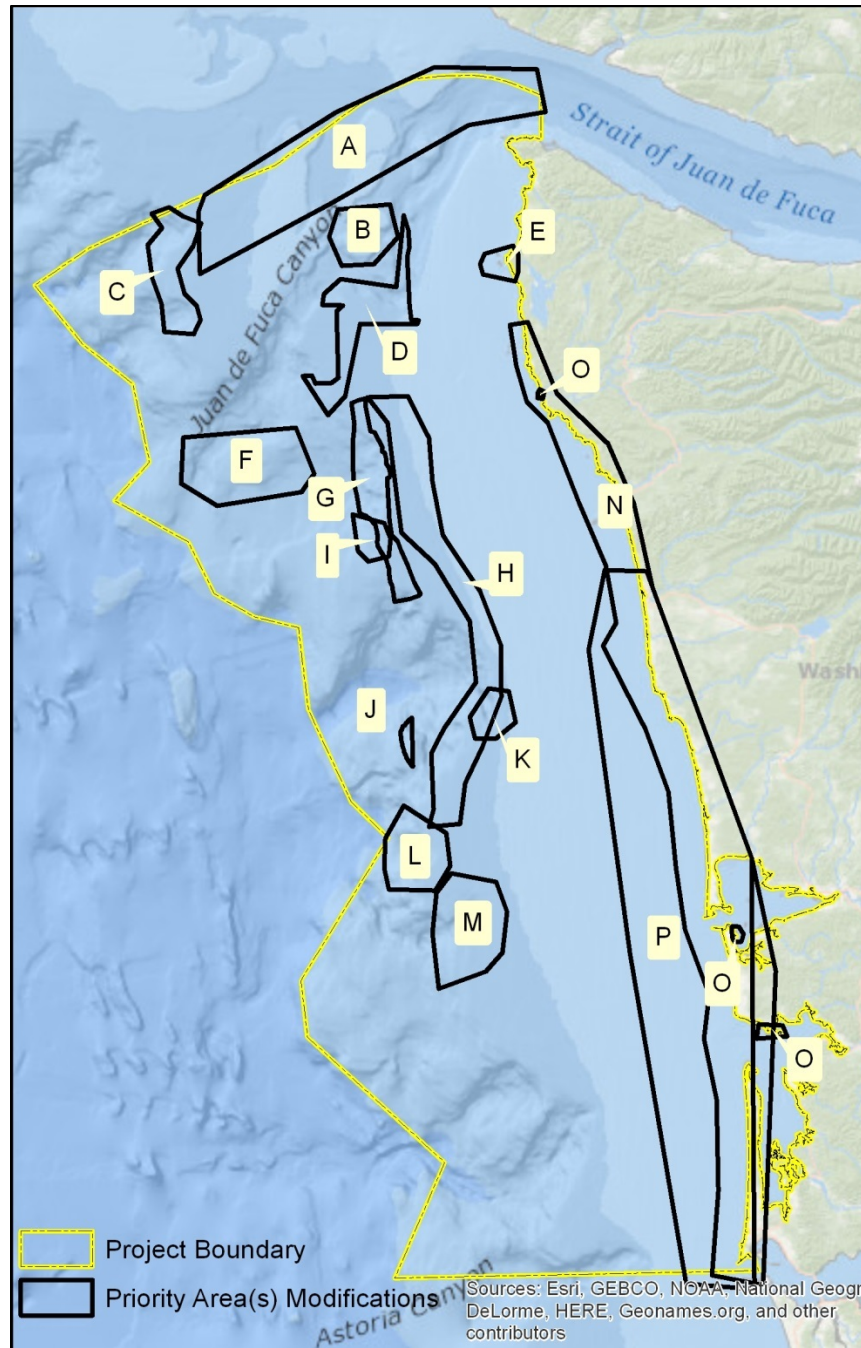 Strait of Juan de Fuca
A
B
E
C
Juan de Fuca Canyon
D
O
F
G
N
I
H
Wash
J
K
L
M
P
O
O
Project Boundary
Priority Area(s) Modifications
Astoria Canyon
Sources: Esri, GEBCO, NOAA, National Geogr
DeLorme, HERE, Geonames.org, and other
contributors